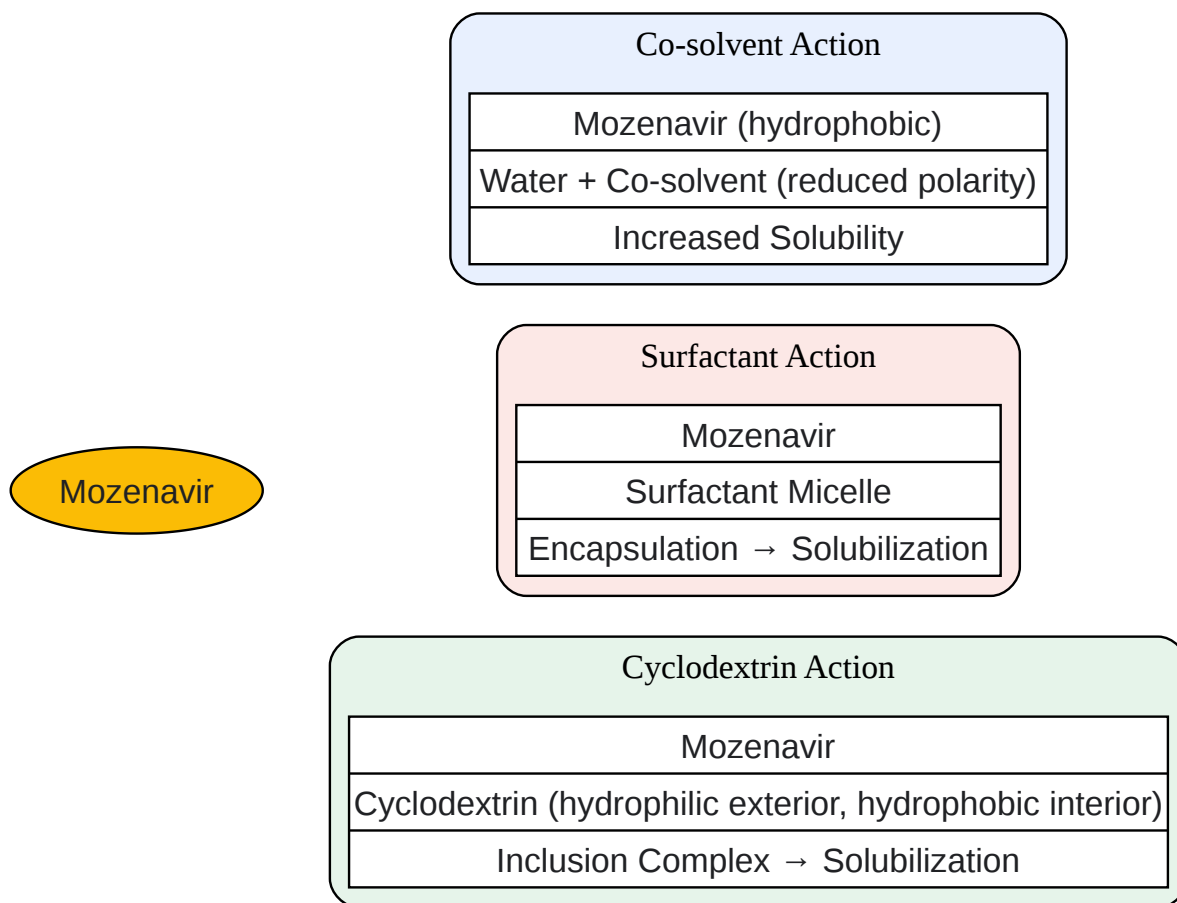 Co-solvent Action
Mozenavir (hydrophobic)
Water + Co-solvent (reduced polarity)
Increased Solubility
Surfactant Action
Mozenavir
Surfactant Micelle
Encapsulation → Solubilization
Mozenavir
Cyclodextrin Action
Mozenavir
Cyclodextrin (hydrophilic exterior, hydrophobic interior)
Inclusion Complex → Solubilization